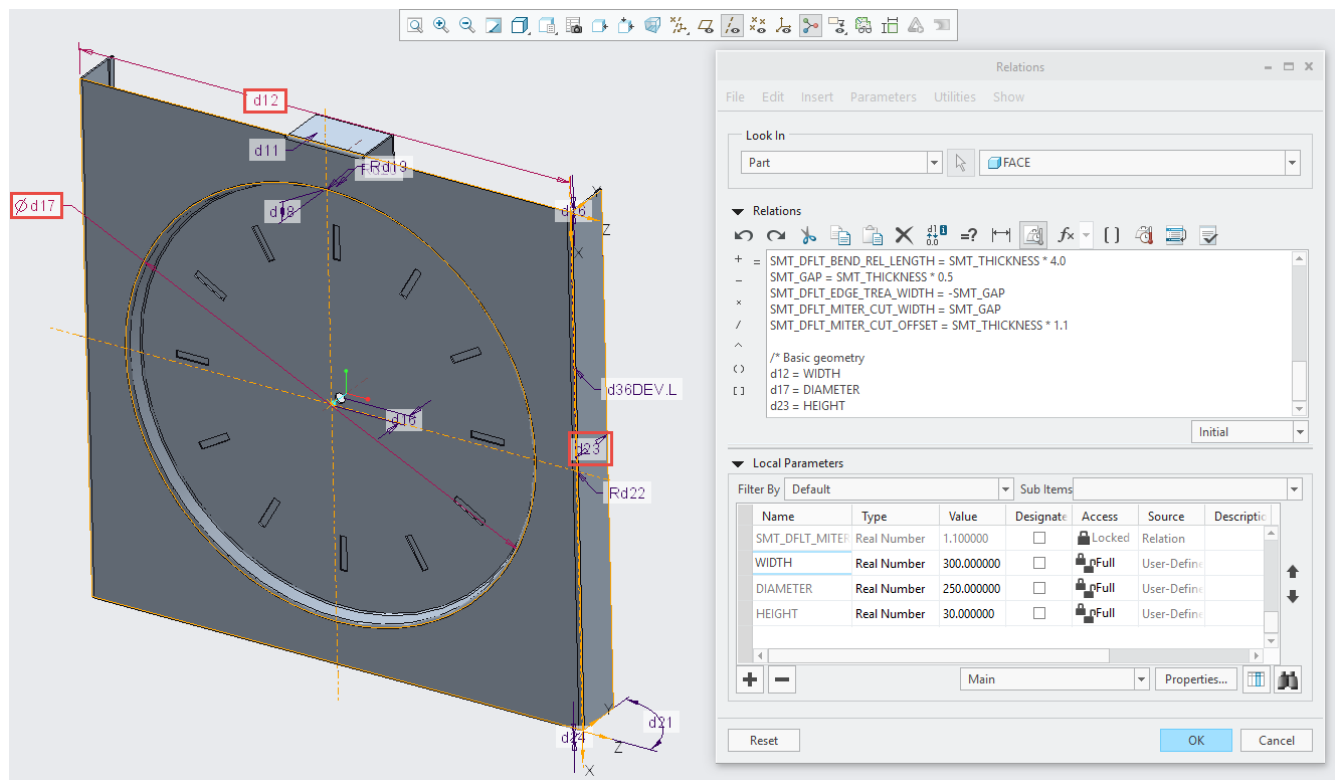 d12
d11
Rd19
Ød17
d18
d26
Y
Z
X
d36DEV.L
d16
d23
Rd22
Y
d21
d24
Z
X
Relations
File Edit Insert Parameters Utilities Show
Look In
Part FACE
Relations
=? fx [ ]
+ = SMT_DFLT_BEND_REL_LENGTH = SMT_THICKNESS * 4.0
– SMT_GAP = SMT_THICKNESS * 0.5
SMT_DFLT_EDGE_TREA_WIDTH = -SMT_GAP
× SMT_DFLT_MITER_CUT_WIDTH = SMT_GAP
/ SMT_DFLT_MITER_CUT_OFFSET = SMT_THICKNESS * 1.1
^
/* Basic geometry
( ) d12 = WIDTH
[ ] d17 = DIAMETER
d23 = HEIGHT
Initial
Local Parameters
Filter By Default Sub Items
Name Type Value Designate Access Source Descriptic
SMT_DFLT_MITER Real Number 1.100000 Locked Relation
WIDTH Real Number 300.000000 Full User-Define
DIAMETER Real Number 250.000000 Full User-Define
HEIGHT Real Number 30.000000 Full User-Define
+ – Main Properties...
Reset OK Cancel